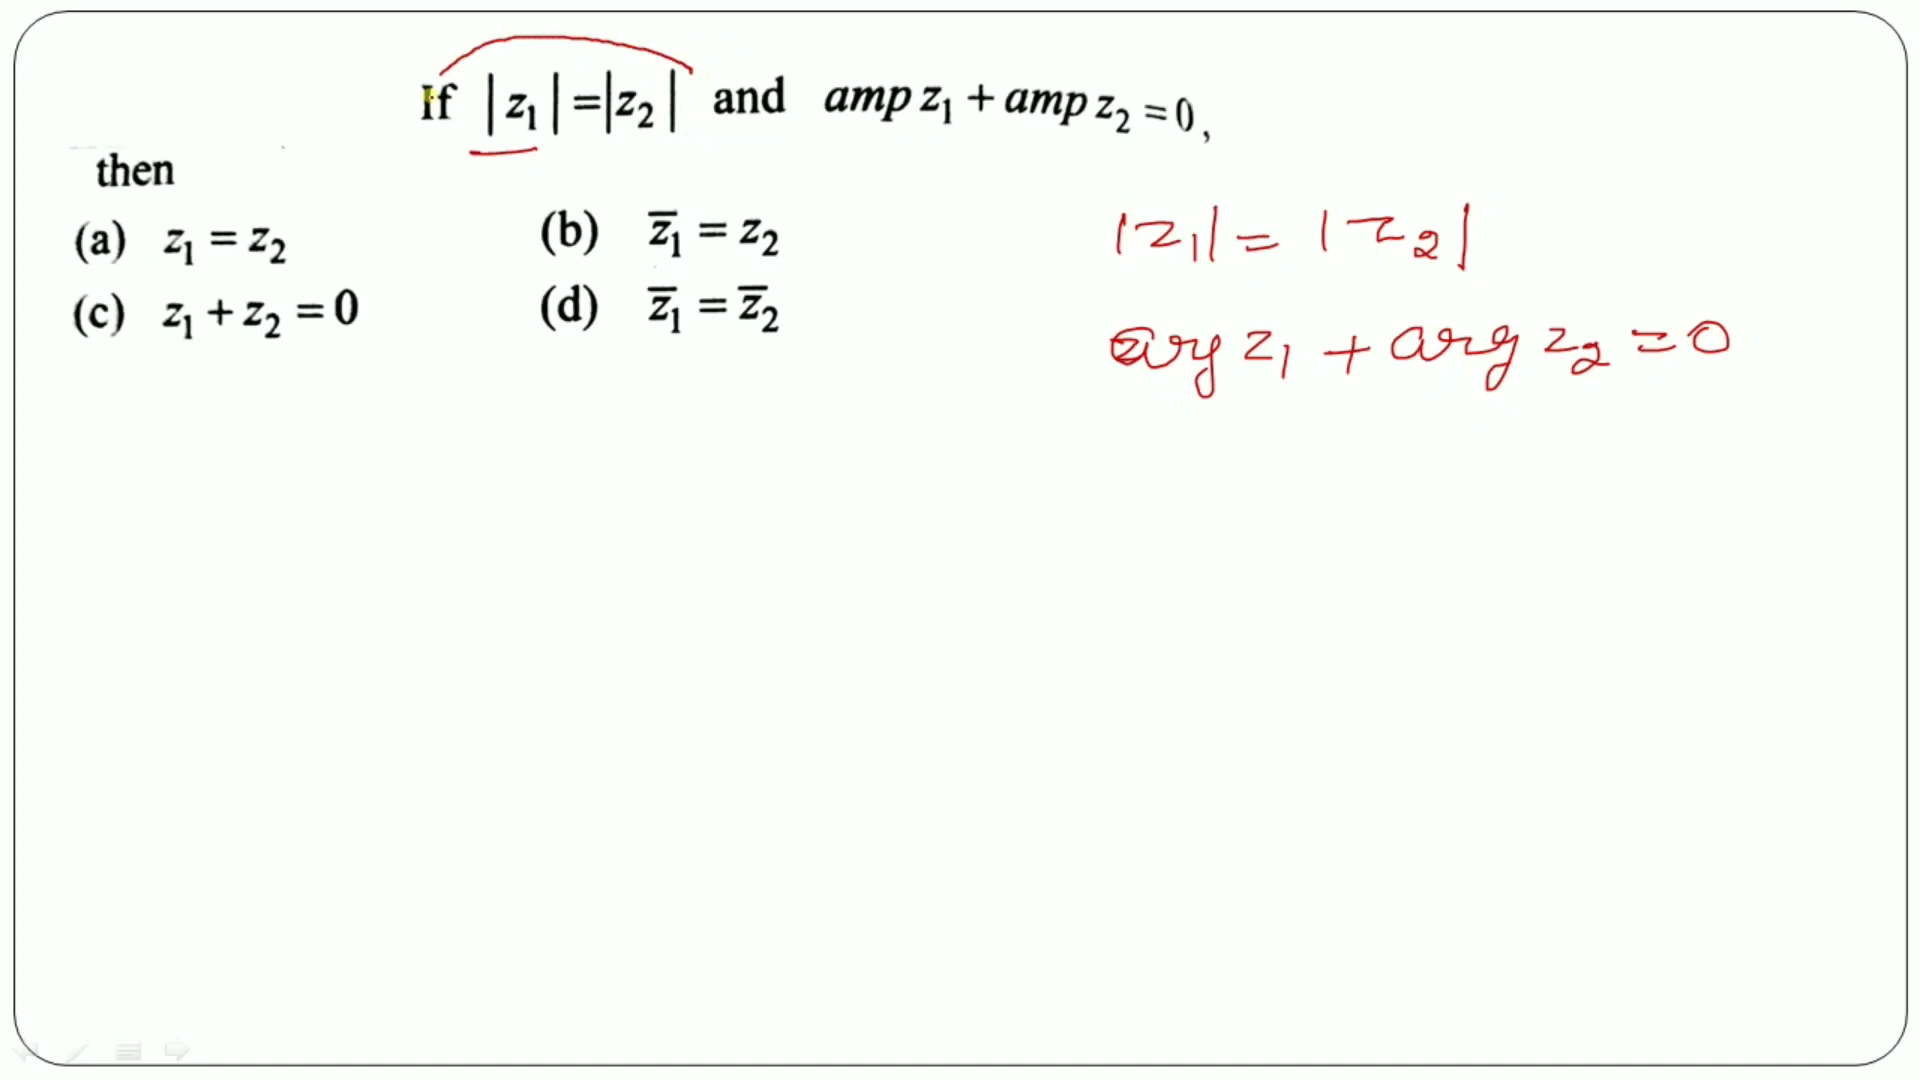 If |z₁| = |z₂| and amp z₁ + amp z₂ = 0,
then
(a) z₁ = z₂ (b) z̅₁ = z₂
(c) z₁ + z₂ = 0 (d) z̅₁ = z̅₂
|z₁| = |z₂|
arg z₁ + arg z₂ = 0